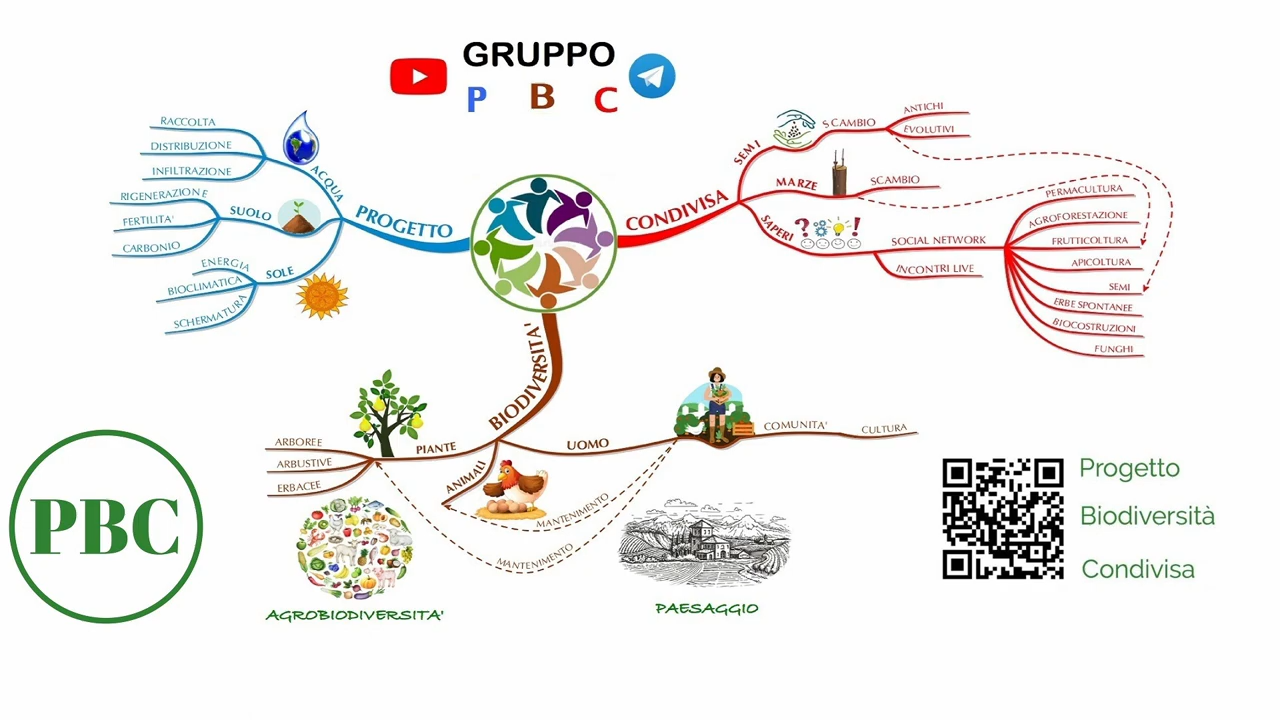 GRUPPO
P B C
RACCOLTA
DISTRIBUZIONE
INFILTRAZIONE
ACQUA
RIGENERAZIONE
FERTILITA'
CARBONIO
SUOLO
ENERGIA
BIOCLIMATICA
SCHERMATURA
SOLE
PROGETTO
CONDIVISA
SEMI
SCAMBIO
ANTICHI
EVOLUTIVI
MARZE
SCAMBIO
SAPERI
SOCIAL NETWORK
INCONTRI LIVE
PERMACULTURA
AGROFORESTAZIONE
FRUTTICOLTURA
APICOLTURA
SEMI
ERBE SPONTANEE
BIOCOSTRUZIONI
FUNGHI
BIODIVERSITA'
PIANTE
ARBOREE
ARBUSTIVE
ERBACEE
ANIMALI
UOMO
COMUNITA'
CULTURA
MANTENIMENTO
MANTENIMENTO
AGROBIODIVERSITA'
PAESAGGIO
PBC
Progetto
Biodiversità
Condivisa